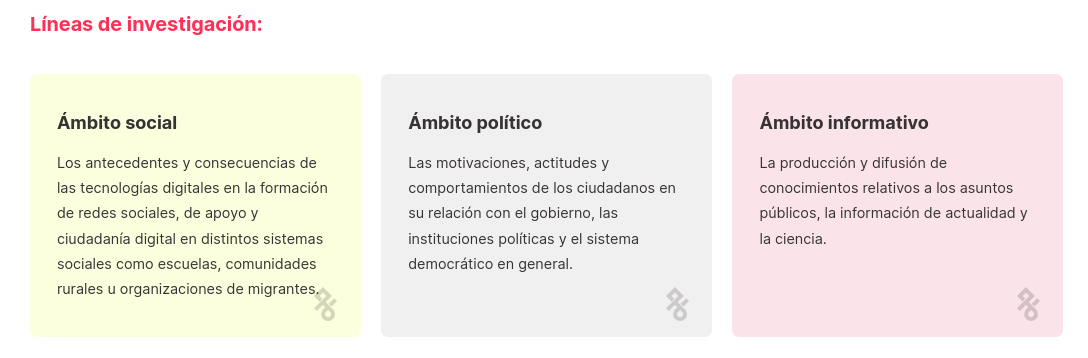 Líneas de investigación:
Ámbito social
Los antecedentes y consecuencias de
las tecnologías digitales en la formación
de redes sociales, de apoyo y
ciudadanía digital en distintos sistemas
sociales como escuelas, comunidades
rurales u organizaciones de migrantes.
Ámbito político
Las motivaciones, actitudes y
comportamientos de los ciudadanos en
su relación con el gobierno, las
instituciones políticas y el sistema
democrático en general.
Ámbito informativo
La producción y difusión de
conocimientos relativos a los asuntos
públicos, la información de actualidad y
la ciencia.